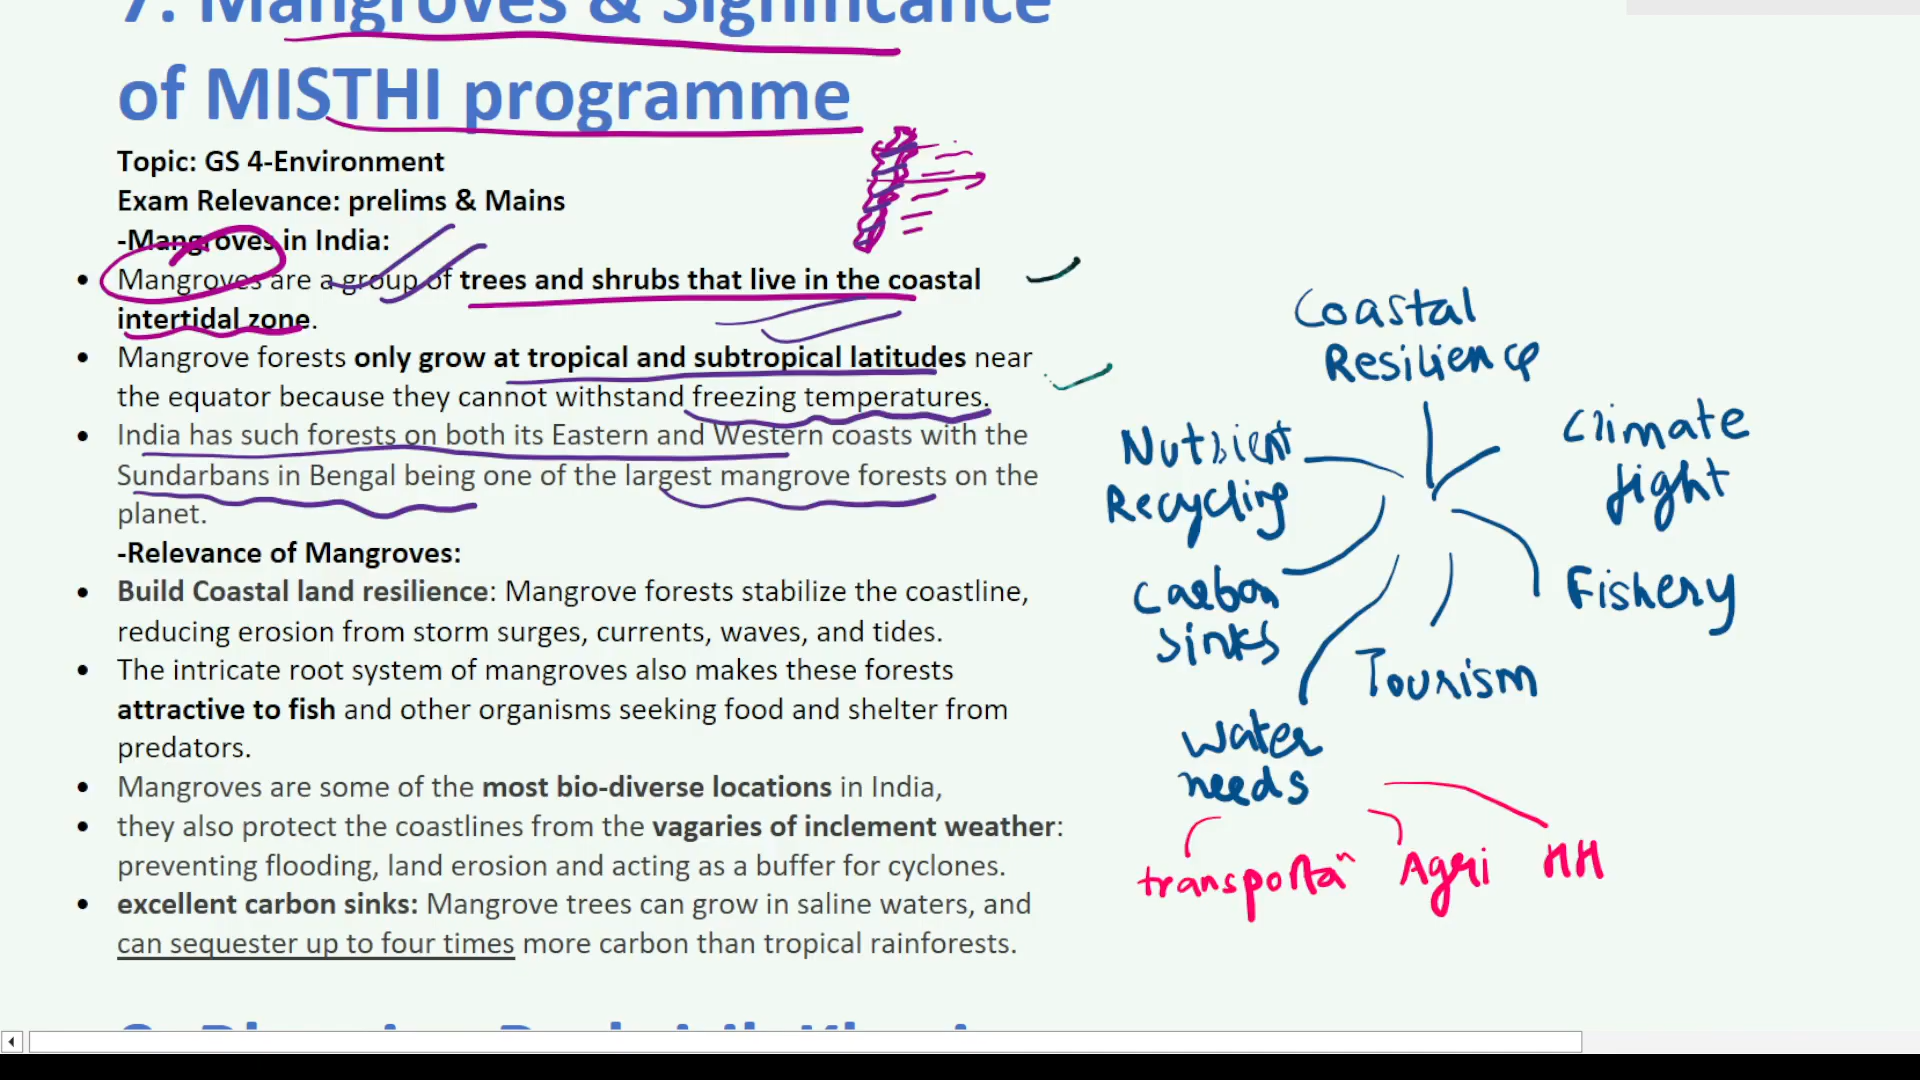 7. Mangroves & Significance
of MISTHI programme
Topic: GS 4-Environment
Exam Relevance: prelims & Mains
-Mangroves in India:
• Mangroves are a group of trees and shrubs that live in the coastal
intertidal zone.
• Mangrove forests only grow at tropical and subtropical latitudes near
the equator because they cannot withstand freezing temperatures.
• India has such forests on both its Eastern and Western coasts with the
Sundarbans in Bengal being one of the largest mangrove forests on the
planet.
-Relevance of Mangroves:
• Build Coastal land resilience: Mangrove forests stabilize the coastline,
reducing erosion from storm surges, currents, waves, and tides.
• The intricate root system of mangroves also makes these forests
attractive to fish and other organisms seeking food and shelter from
predators.
• Mangroves are some of the most bio-diverse locations in India,
• they also protect the coastlines from the vagaries of inclement weather:
preventing flooding, land erosion and acting as a buffer for cyclones.
• excellent carbon sinks: Mangrove trees can grow in saline waters, and
can sequester up to four times more carbon than tropical rainforests.
Coastal
Resilience
Climate
fight
Nutrient
Recycling
Fishery
Carbon
sinks
Tourism
Water
needs
transportaⁿ
Agri
HH